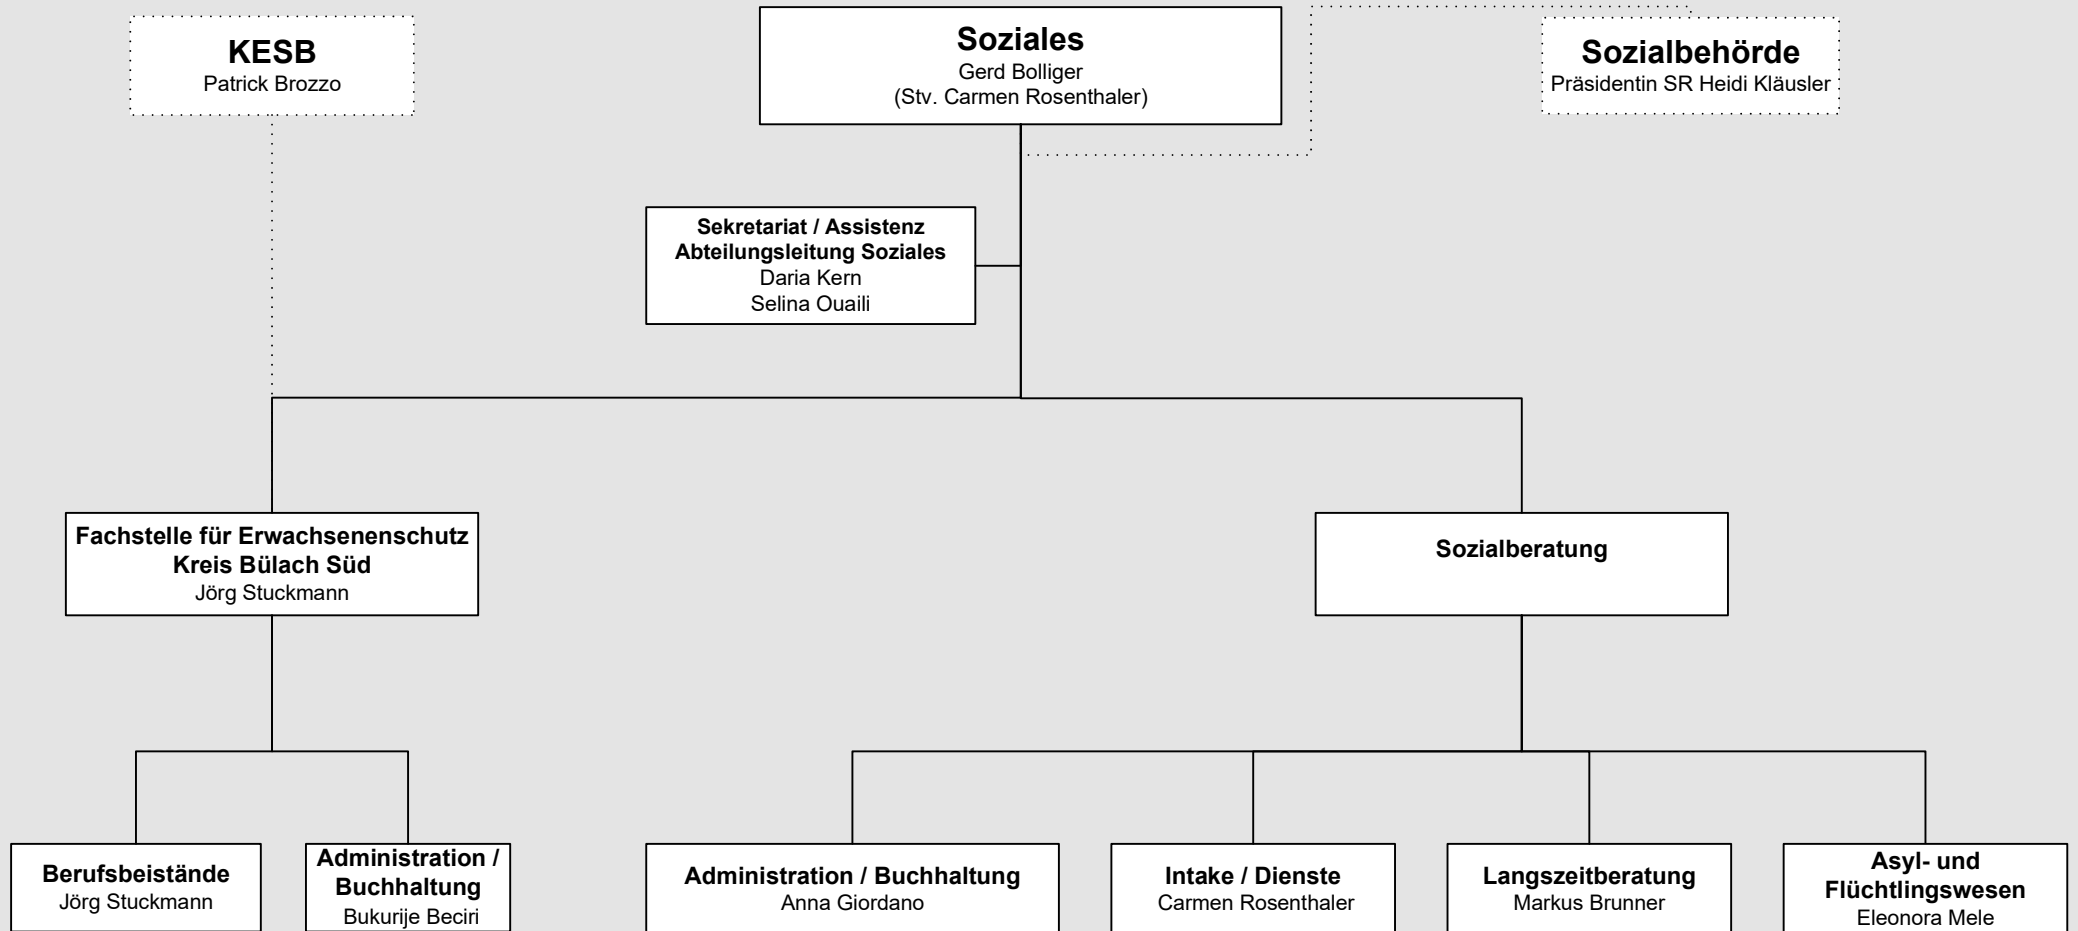 KESB
Patrick Brozzo
Soziales
Gerd Bolliger
(Stv. Carmen Rosenthaler)
Sozialbehörde
Präsidentin SR Heidi Kläusler
Sekretariat / Assistenz
Abteilungsleitung Soziales
Daria Kern
Selina Ouaili
Fachstelle für Erwachsenenschutz
Kreis Bülach Süd
Jörg Stuckmann
Sozialberatung
Berufsbeistände
Jörg Stuckmann
Administration /
Buchhaltung
Bukurije Beciri
Administration / Buchhaltung
Anna Giordano
Intake / Dienste
Carmen Rosenthaler
Langszeitberatung
Markus Brunner
Asyl- und
Flüchtlingswesen
Eleonora Mele